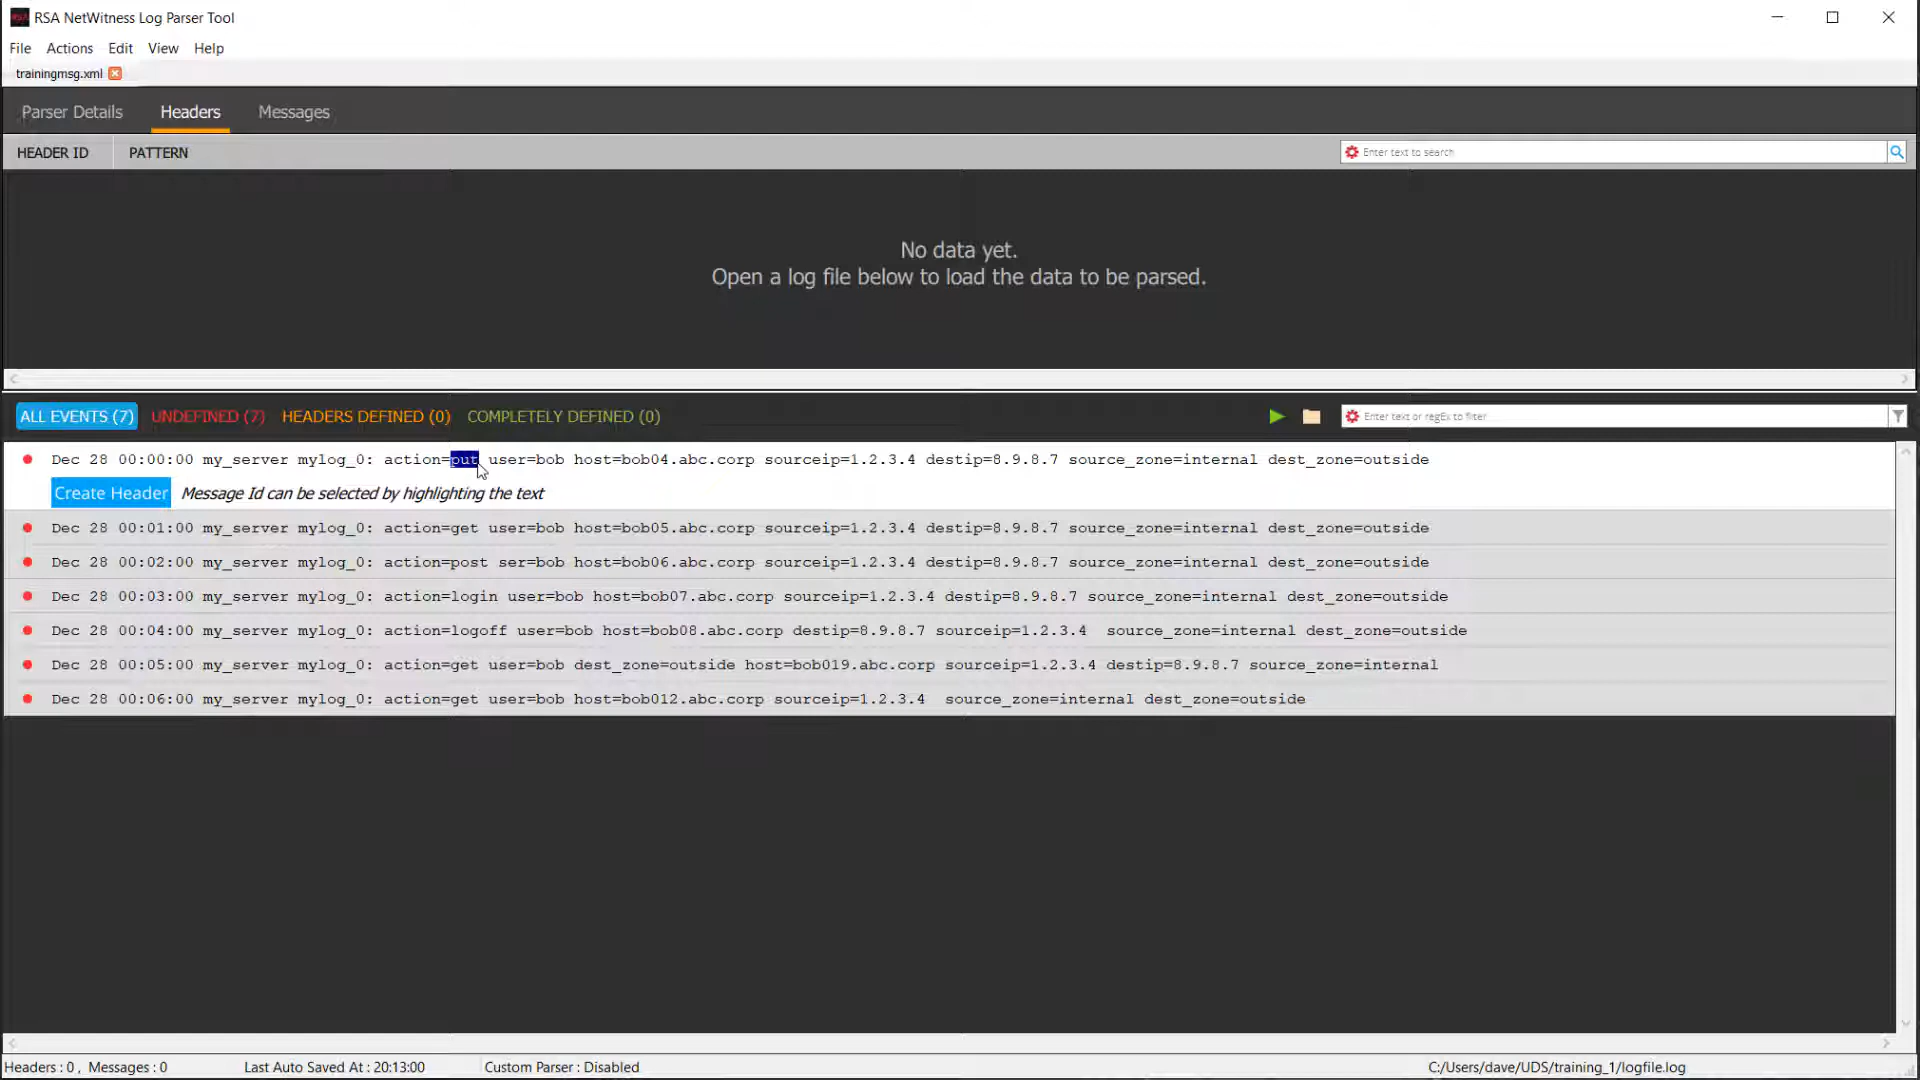 RSA NetWitness Log Parser Tool
File Actions Edit View Help
trainingmsg.xml
Parser Details Headers Messages
HEADER ID PATTERN Enter text to search
No data yet.
Open a log file below to load the data to be parsed.
ALL EVENTS (7) UNDEFINED (7) HEADERS DEFINED (0) COMPLETELY DEFINED (0) Enter text or regEx to filter
Dec 28 00:00:00 my_server mylog_0: action=put user=bob host=bob04.abc.corp sourceip=1.2.3.4 destip=8.9.8.7 source_zone=internal dest_zone=outside
Create Header Message Id can be selected by highlighting the text
Dec 28 00:01:00 my_server mylog_0: action=get user=bob host=bob05.abc.corp sourceip=1.2.3.4 destip=8.9.8.7 source_zone=internal dest_zone=outside
Dec 28 00:02:00 my_server mylog_0: action=post ser=bob host=bob06.abc.corp sourceip=1.2.3.4 destip=8.9.8.7 source_zone=internal dest_zone=outside
Dec 28 00:03:00 my_server mylog_0: action=login user=bob host=bob07.abc.corp sourceip=1.2.3.4 destip=8.9.8.7 source_zone=internal dest_zone=outside
Dec 28 00:04:00 my_server mylog_0: action=logoff user=bob host=bob08.abc.corp destip=8.9.8.7 sourceip=1.2.3.4  source_zone=internal dest_zone=outside
Dec 28 00:05:00 my_server mylog_0: action=get user=bob dest_zone=outside host=bob019.abc.corp sourceip=1.2.3.4 destip=8.9.8.7 source_zone=internal
Dec 28 00:06:00 my_server mylog_0: action=get user=bob host=bob012.abc.corp sourceip=1.2.3.4  source_zone=internal dest_zone=outside
Headers : 0 , Messages : 0 Last Auto Saved At : 20:13:00 Custom Parser : Disabled C:/Users/dave/UDS/training_1/logfile.log